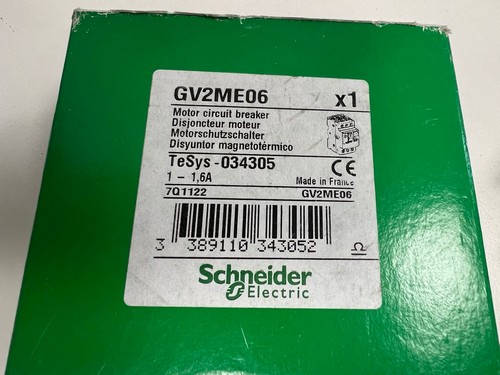 GV2ME06 x1
Motor circuit breaker
Disjoncteur moteur
Motorschutzschalter
Disyuntor magnetotérmico
TeSys - 034305 CE
1 - 1,6A Made in France
7Q1122 GV2ME06
3 389110 343052
Schneider
Electric